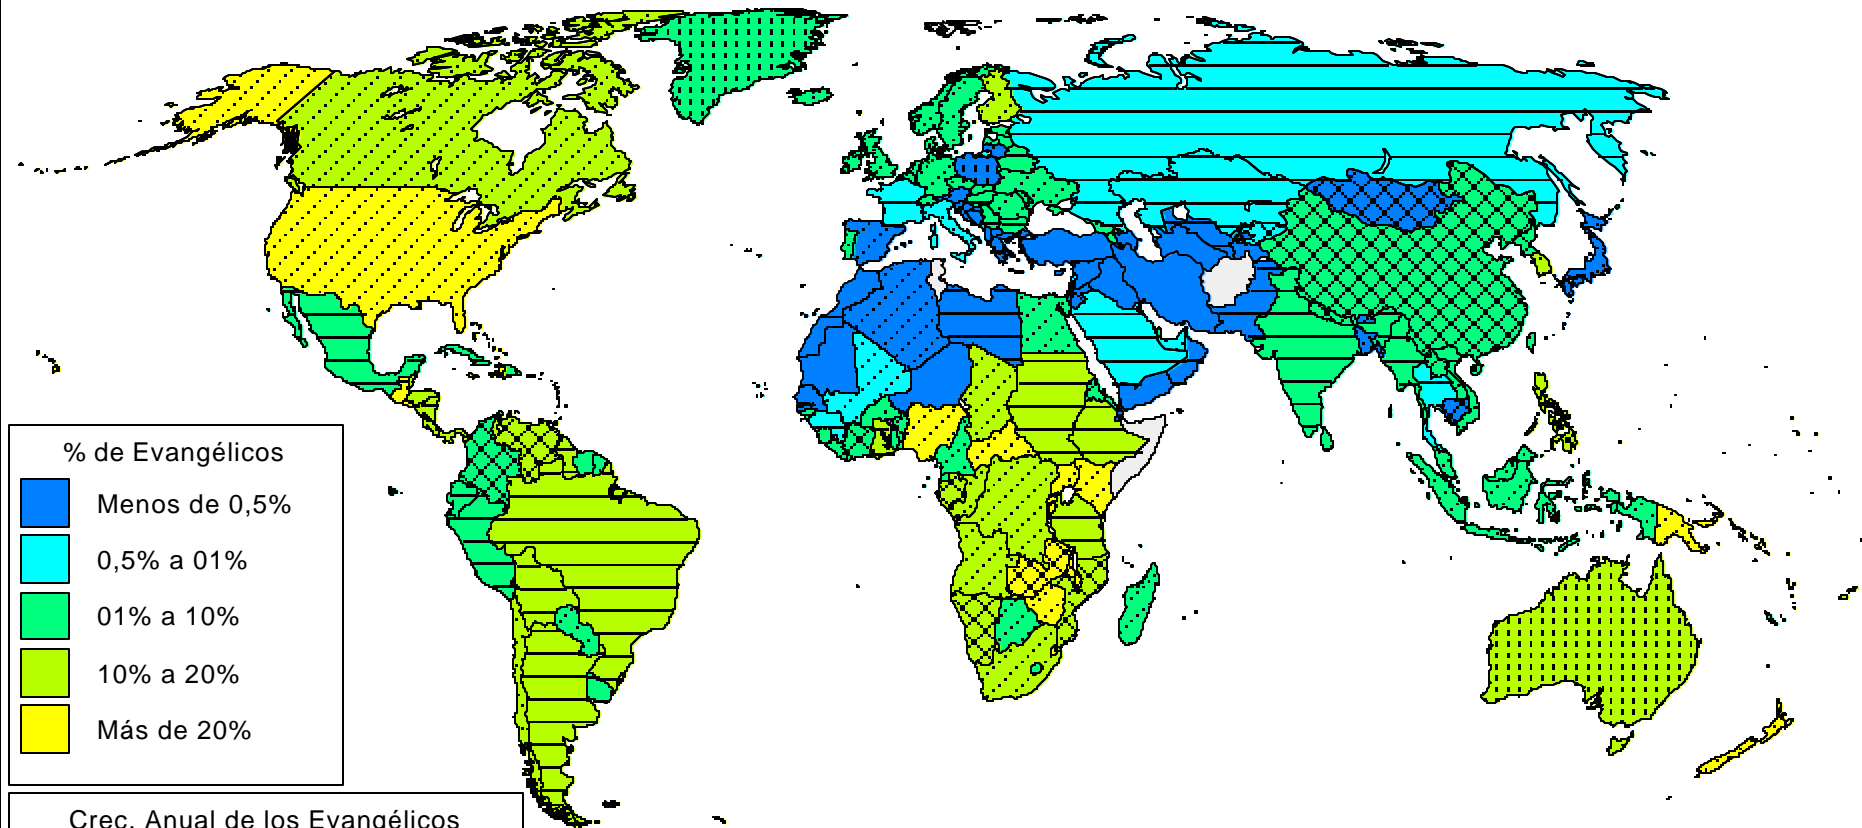 % de Evangélicos
Menos de 0,5%
0,5% a 01%
01% a 10%
10% a 20%
Más de 20%
Crec. Anual de los Evangélicos